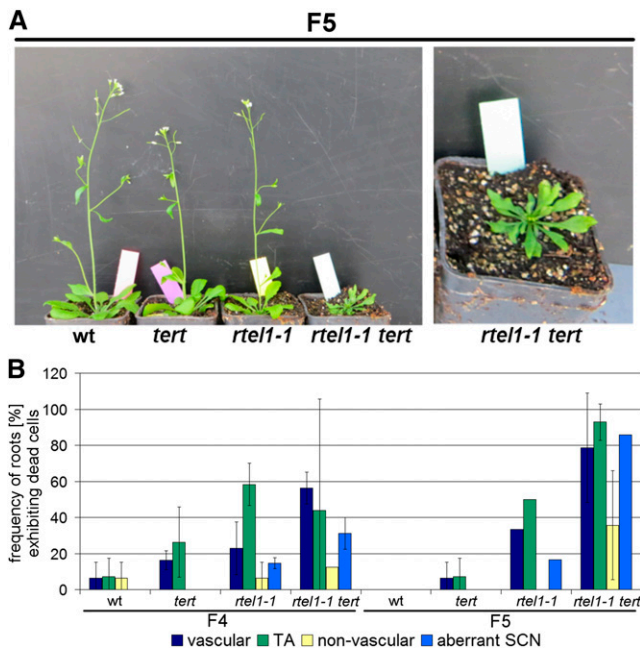 A
F5
wt tert rtel1-1 rtel1-1 tert
rtel1-1 tert
B
frequency of roots [%]
exhibiting dead cells
120
100
80
60
40
20
0
wt tert rtel1-1 rtel1-1 tert wt tert rtel1-1 rtel1-1 tert
F4 F5
vascular TA non-vascular aberrant SCN